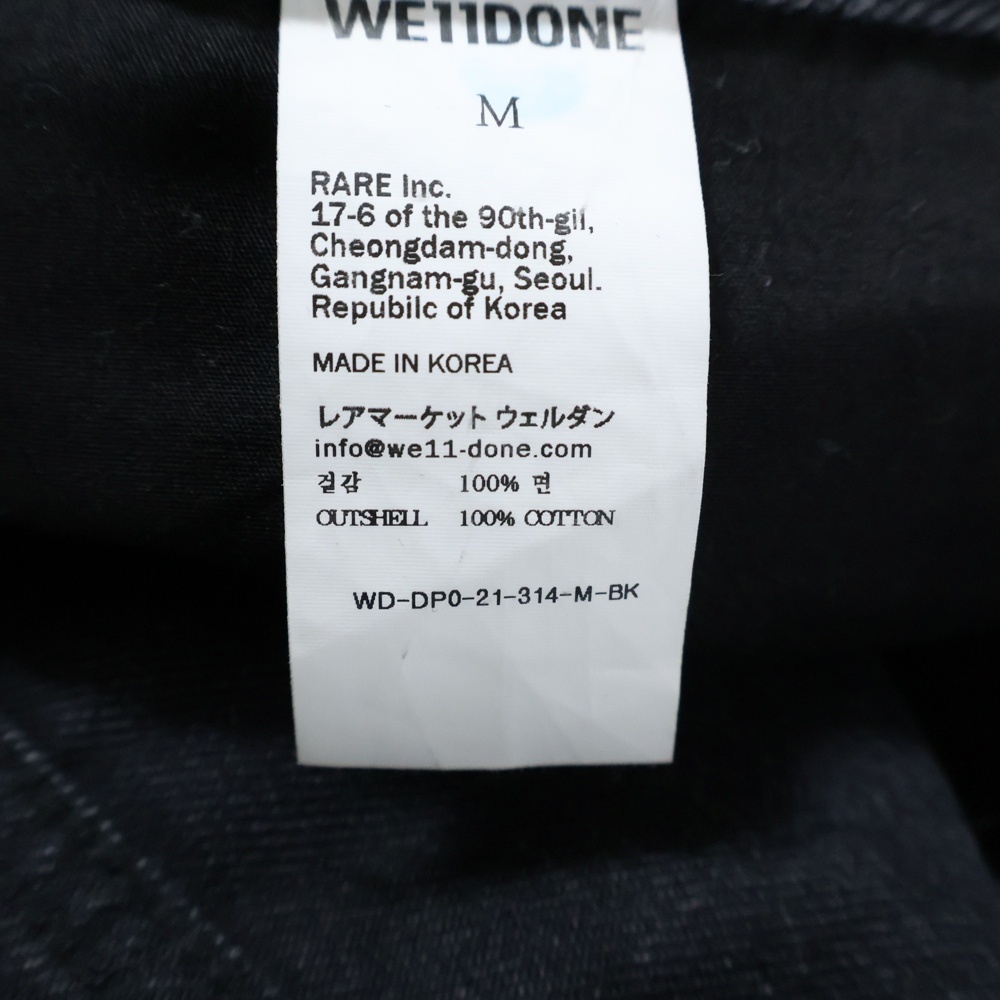 WE11DONE
M
RARE Inc.
17-6 of the 90th-gil,
Cheongdam-dong,
Gangnam-gu, Seoul.
Repubilc of Korea
MADE IN KOREA
レアマーケット ウェルダン
info@we11-done.com
겉감 100% 면
OUTSHELL 100% COTTON
WD-DP0-21-314-M-BK